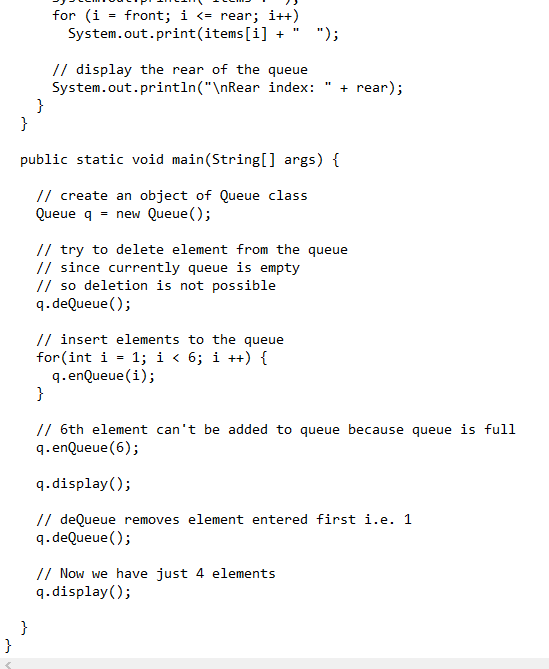 for (i = front; i <= rear; i++)
System.out.print(items[i] + "  ");
// display the rear of the queue
System.out.println("\nRear index: " + rear);
}
}
public static void main(String[] args) {
// create an object of Queue class
Queue q = new Queue();
// try to delete element from the queue
// since currently queue is empty
// so deletion is not possible
q.deQueue();
// insert elements to the queue
for(int i = 1; i < 6; i ++) {
q.enQueue(i);
}
// 6th element can't be added to queue because queue is full
q.enQueue(6);
q.display();
// deQueue removes element entered first i.e. 1
q.deQueue();
// Now we have just 4 elements
q.display();
}
}